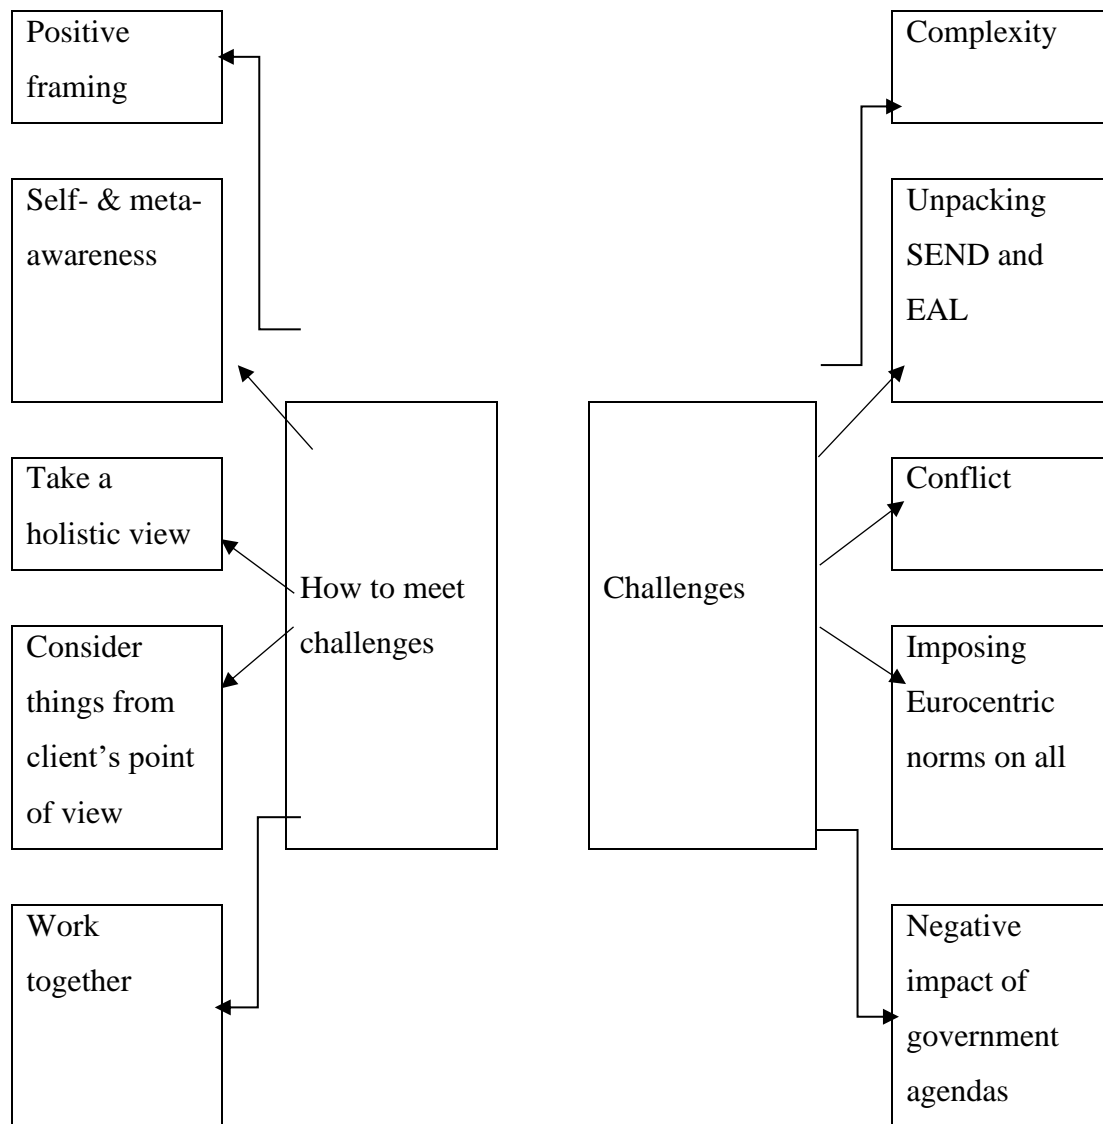 Positive
framing
Self- & meta-
awareness
Take a
holistic view
Consider
things from
client’s point
of view
Work
together
How to meet
challenges
Challenges
Complexity
Unpacking
SEND and
EAL
Conflict
Imposing
Eurocentric
norms on all
Negative
impact of
government
agendas